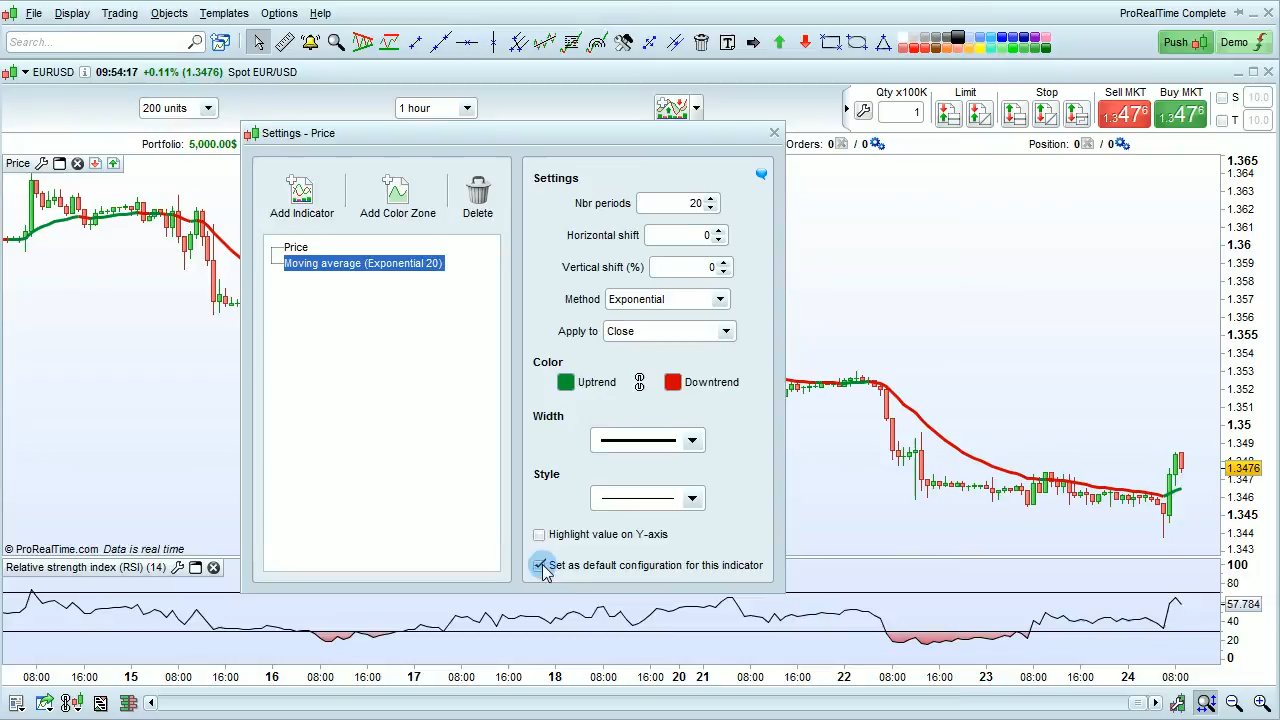 File Display Trading Objects Templates Options Help ProRealTime Complete
Search... T Push Demo
EURUSD 09:54:17 +0.11% (1.3476) Spot EUR/USD
200 units 1 hour Qty x100K Limit Stop Sell MKT Buy MKT S 10.0
1 1.3476 1.3476 T 10.0
Portfolio: 5,000.00$ Orders: 0 / 0 Position: 0 / 0
Price
Settings - Price
Add Indicator Add Color Zone Delete
Price
Moving average (Exponential 20)
Settings
Nbr periods 20
Horizontal shift 0
Vertical shift (%) 0
Method Exponential
Apply to Close
Color
Uptrend Downtrend
Width
Style
Highlight value on Y-axis
Set as default configuration for this indicator
1.365
1.364
1.363
1.362
1.361
1.36
1.359
1.358
1.357
1.356
1.355
1.354
1.353
1.352
1.351
1.35
1.349
1.3476
1.347
1.346
1.345
1.344
1.343
© ProRealTime.com Data is real time
Relative strength index (RSI) (14)
100
80
57.784
40
20
0
08:00 16:00 15 08:00 16:00 16 08:00 16:00 17 08:00 16:00 18 08:00 16:00 20 21 08:00 16:00 22 08:00 16:00 23 08:00 16:00 24 08:00